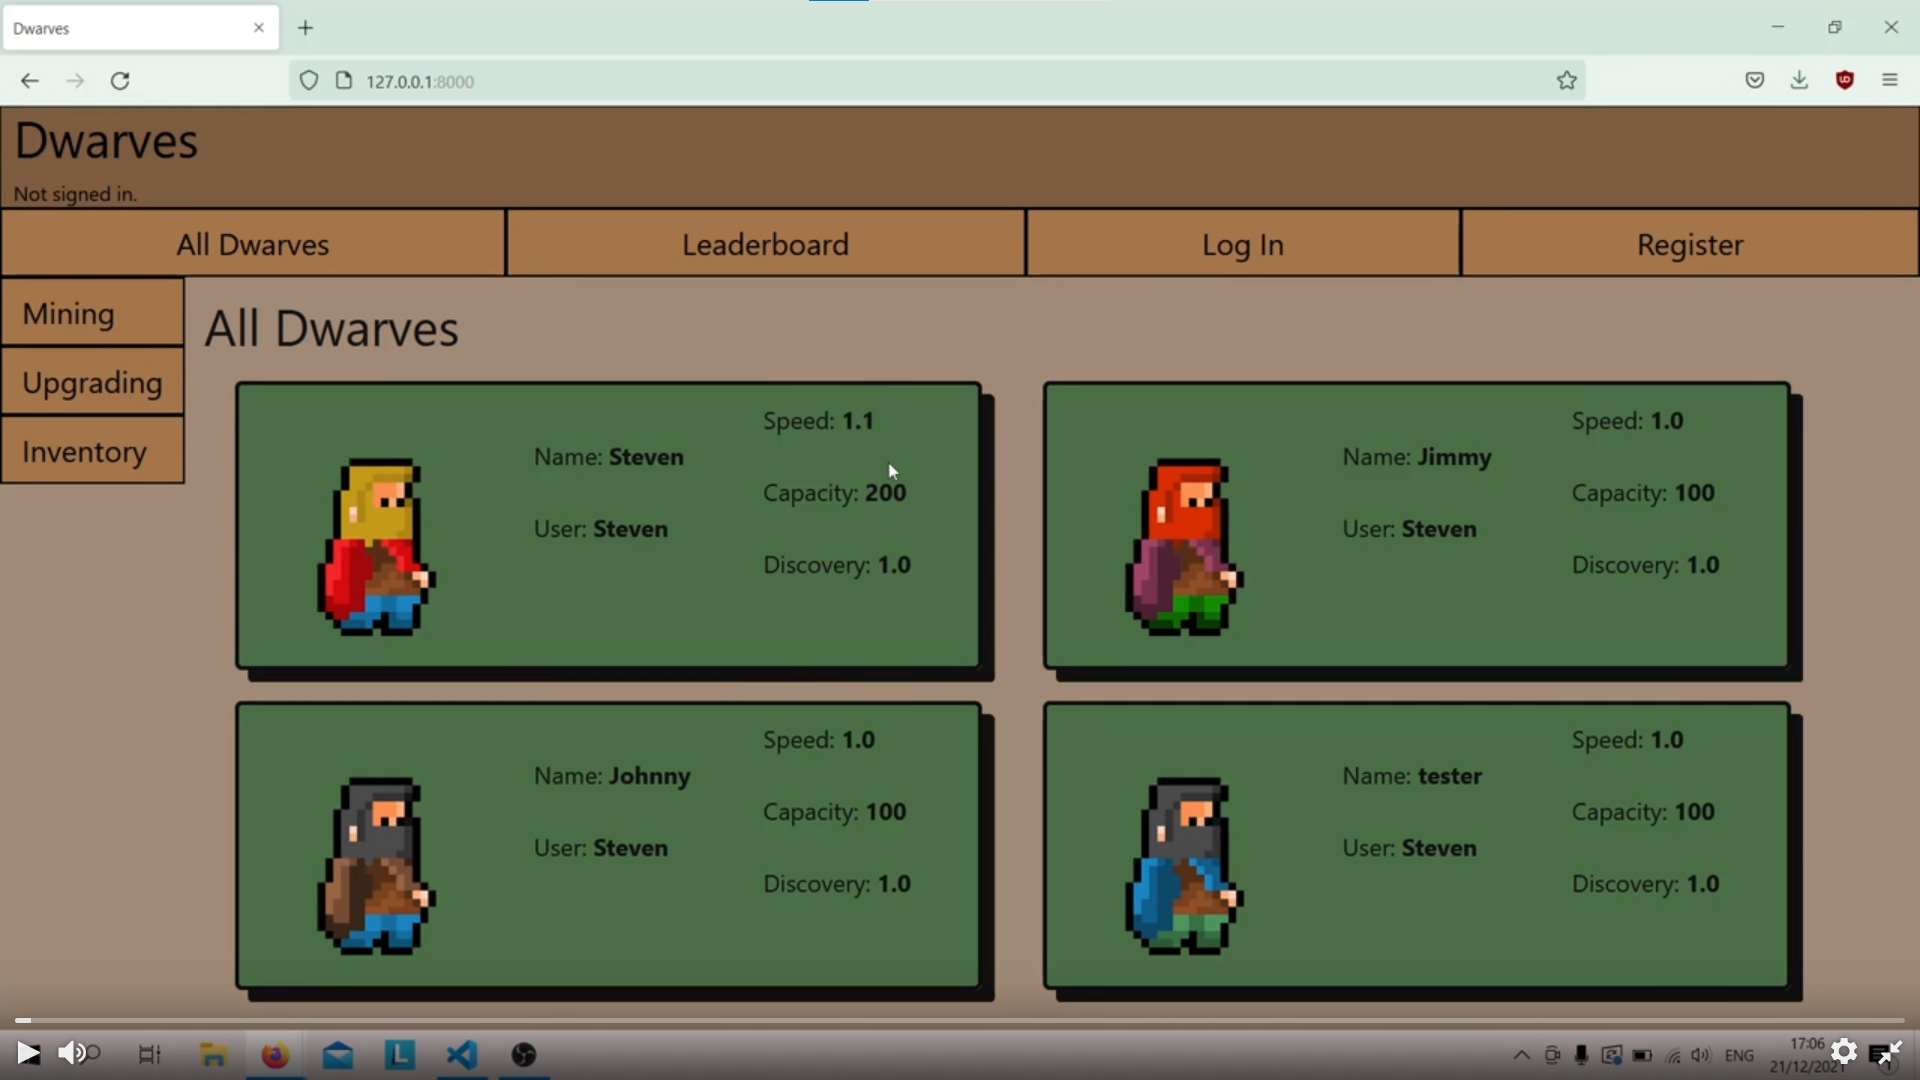 Dwarves
127.0.0.1:8000
Dwarves
Not signed in.
All Dwarves
Leaderboard
Log In
Register
Mining
Upgrading
Inventory
All Dwarves
Name: Steven
User: Steven
Speed: 1.1
Capacity: 200
Discovery: 1.0
Name: Jimmy
User: Steven
Speed: 1.0
Capacity: 100
Discovery: 1.0
Name: Johnny
User: Steven
Speed: 1.0
Capacity: 100
Discovery: 1.0
Name: tester
User: Steven
Speed: 1.0
Capacity: 100
Discovery: 1.0
L
ENG
17:06
21/12/2021